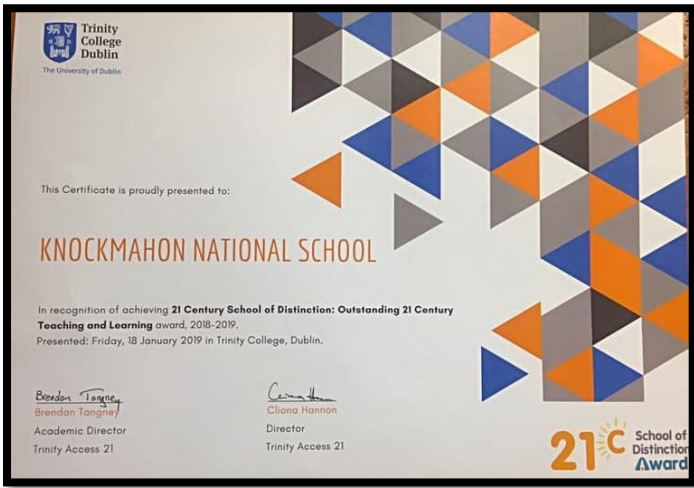 Trinity
College
Dublin
The University of Dublin
This Certificate is proudly presented to:
KNOCKMAHON NATIONAL SCHOOL
In recognition of achieving 21 Century School of Distinction: Outstanding 21 Century
Teaching and Learning award, 2018-2019.
Presented: Friday, 18 January 2019 in Trinity College, Dublin.
Brendan Tangney
Brendan Tangney
Academic Director
Trinity Access 21
Cliona Hannon
Director
Trinity Access 21
21C School of
Distinction
Award